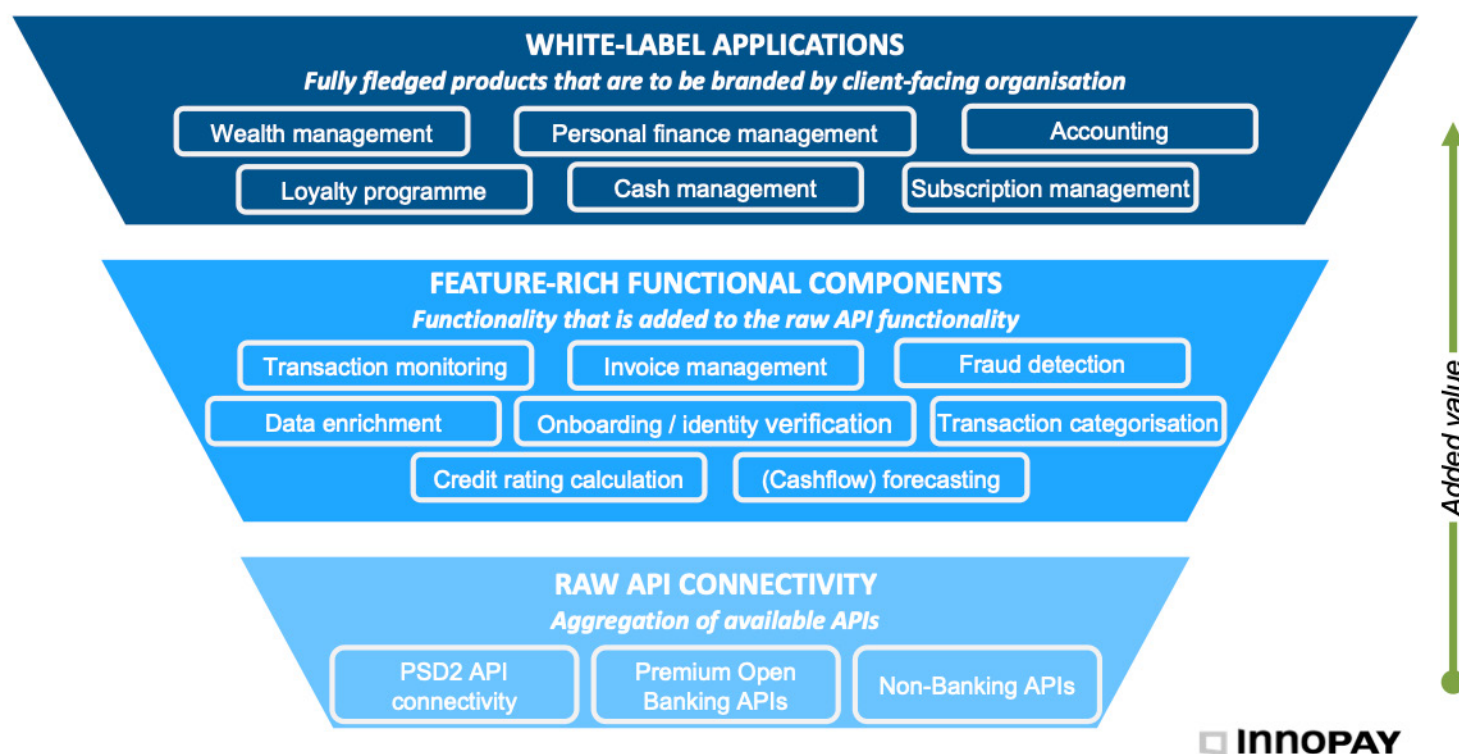 WHITE-LABEL APPLICATIONS
Fully fledged products that are to be branded by client-facing organisation
Wealth management
Personal finance management
Accounting
Loyalty programme
Cash management
Subscription management
FEATURE-RICH FUNCTIONAL COMPONENTS
Functionality that is added to the raw API functionality
Transaction monitoring
Invoice management
Fraud detection
Data enrichment
Onboarding / identity verification
Transaction categorisation
Credit rating calculation
(Cashflow) forecasting
RAW API CONNECTIVITY
Aggregation of available APIs
PSD2 API
connectivity
Premium Open
Banking APIs
Non-Banking APIs
Added value
INNOPAY